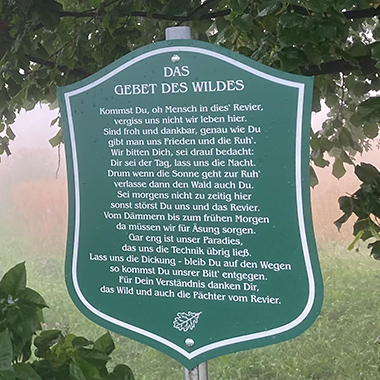 DAS
GEBET DES WILDES
Kommst Du, oh Mensch in dies' Revier,
vergiss uns nicht wir leben hier.
Sind froh und dankbar, genau wie Du
gibt man uns Frieden und die Ruh'.
Wir bitten Dich, sei drauf bedacht:
Dir sei der Tag, lass uns die Nacht.
Drum wenn die Sonne geht zur Ruh'
verlasse dann den Wald auch Du.
Sei morgens nicht zu zeitig hier
sonst störst Du uns und das Revier.
Vom Dämmern bis zum frühen Morgen
da müssen wir für Äsung sorgen.
Gar eng ist unser Paradies,
das uns die Technik übrig ließ.
Lass uns die Dickung - bleib Du auf den Wegen
so kommst Du unsrer Bitt' entgegen.
Für Dein Verständnis danken Dir,
das Wild und auch die Pächter vom Revier.